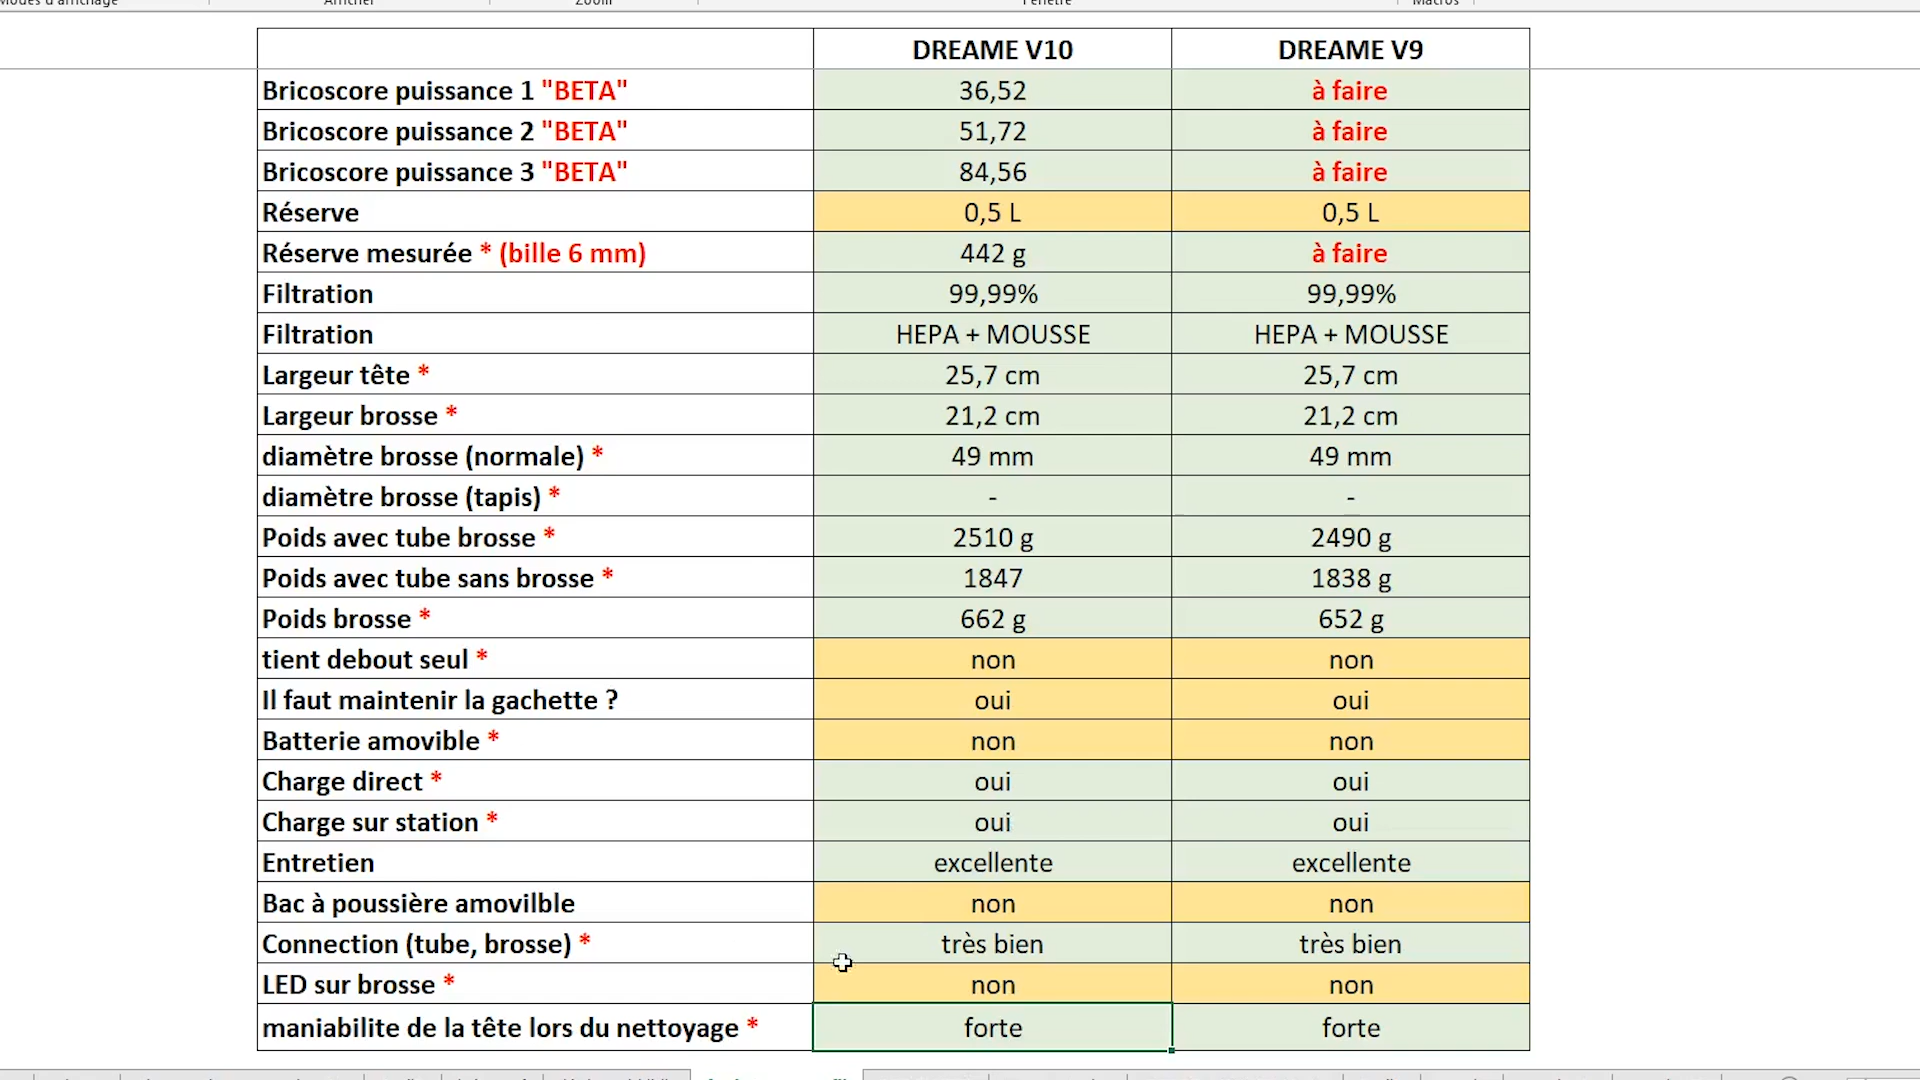 Modes d'affichage Afficher Zoom Fenêtre Macros
DREAME V10 DREAME V9
Bricoscore puissance 1 "BETA" 36,52 à faire
Bricoscore puissance 2 "BETA" 51,72 à faire
Bricoscore puissance 3 "BETA" 84,56 à faire
Réserve 0,5 L 0,5 L
Réserve mesurée * (bille 6 mm) 442 g à faire
Filtration 99,99% 99,99%
Filtration HEPA + MOUSSE HEPA + MOUSSE
Largeur tête * 25,7 cm 25,7 cm
Largeur brosse * 21,2 cm 21,2 cm
diamètre brosse (normale) * 49 mm 49 mm
diamètre brosse (tapis) * - -
Poids avec tube brosse * 2510 g 2490 g
Poids avec tube sans brosse * 1847 1838 g
Poids brosse * 662 g 652 g
tient debout seul * non non
Il faut maintenir la gachette ? oui oui
Batterie amovible * non non
Charge direct * oui oui
Charge sur station * oui oui
Entretien excellente excellente
Bac à poussière amovilble non non
Connection (tube, brosse) * très bien très bien
LED sur brosse * non non
maniabilite de la tête lors du nettoyage * forte forte